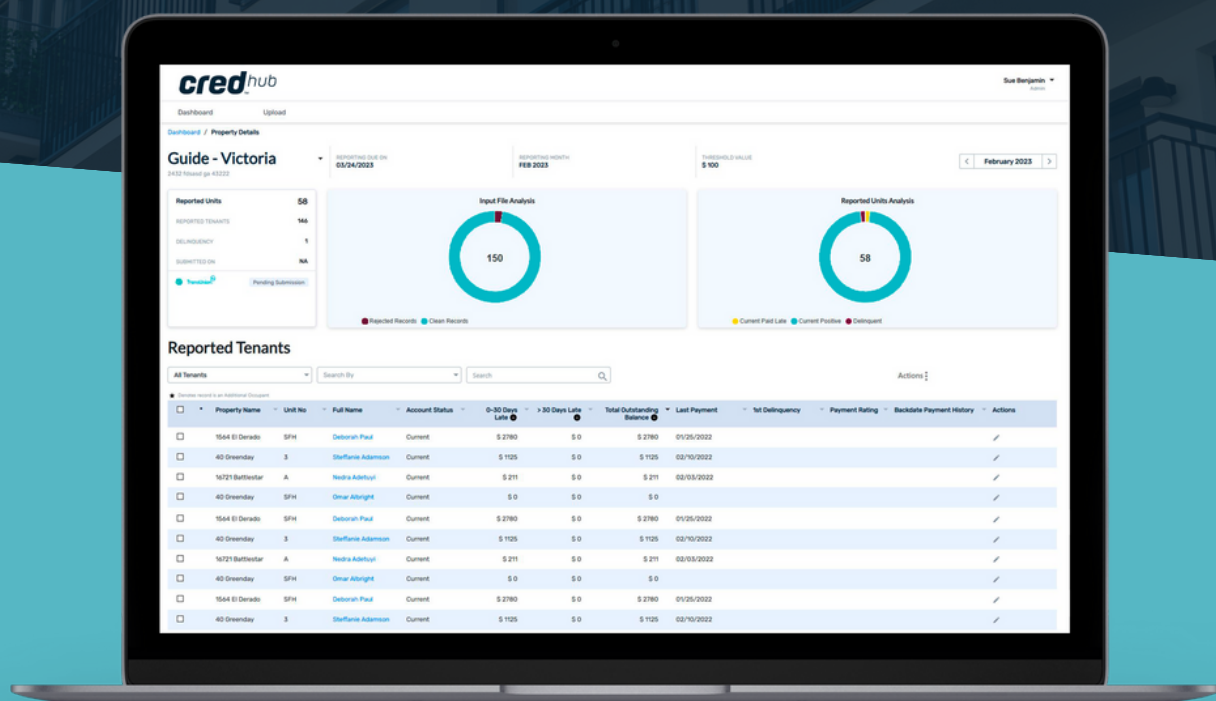 credhub
Sue Benjamin
Admin
Dashboard Upload
Dashboard / Property Details
Guide - Victoria
REPORTING DUE ON
03/24/2023
REPORTING MONTH
FEB 2023
THRESHOLD VALUE
$ 100
< February 2023 >
43222
Reported Units 58
REPORTED TENANTS 146
DELINQUENCY 1
SUBMITTED ON NA
TransUnion Pending Submission
Input File Analysis
150
Rejected Records Clean Records
Reported Units Analysis
58
Current Paid Late Current Positive Delinquent
Reported Tenants
All Tenants Search By Search Actions
Denotes record is an Additional Occupant
Property Name Unit No Full Name Account Status 0-30 Days Late > 30 Days Late Total Outstanding Balance Last Payment 1st Delinquency Payment Rating Backdate Payment History Actions
1564 El Derado SFH Deborah Paul Current $ 2780 $ 0 $ 2780 01/25/2022
40 Greenday 3 Steffanie Adamson Current $ 1125 $ 0 $ 1125 02/10/2022
16721 Battlestar A Nedra Adetuyi Current $ 211 $ 0 $ 211 02/03/2022
40 Greenday SFH Omar Albright Current $ 0 $ 0 $ 0
1564 El Derado SFH Deborah Paul Current $ 2780 $ 0 $ 2780 01/25/2022
40 Greenday 3 Steffanie Adamson Current $ 1125 $ 0 $ 1125 02/10/2022
16721 Battlestar A Nedra Adetuyi Current $ 211 $ 0 $ 211 02/03/2022
40 Greenday SFH Omar Albright Current $ 0 $ 0 $ 0
1564 El Derado SFH Deborah Paul Current $ 2780 $ 0 $ 2780 01/25/2022
40 Greenday 3 Steffanie Adamson Current $ 1125 $ 0 $ 1125 02/10/2022